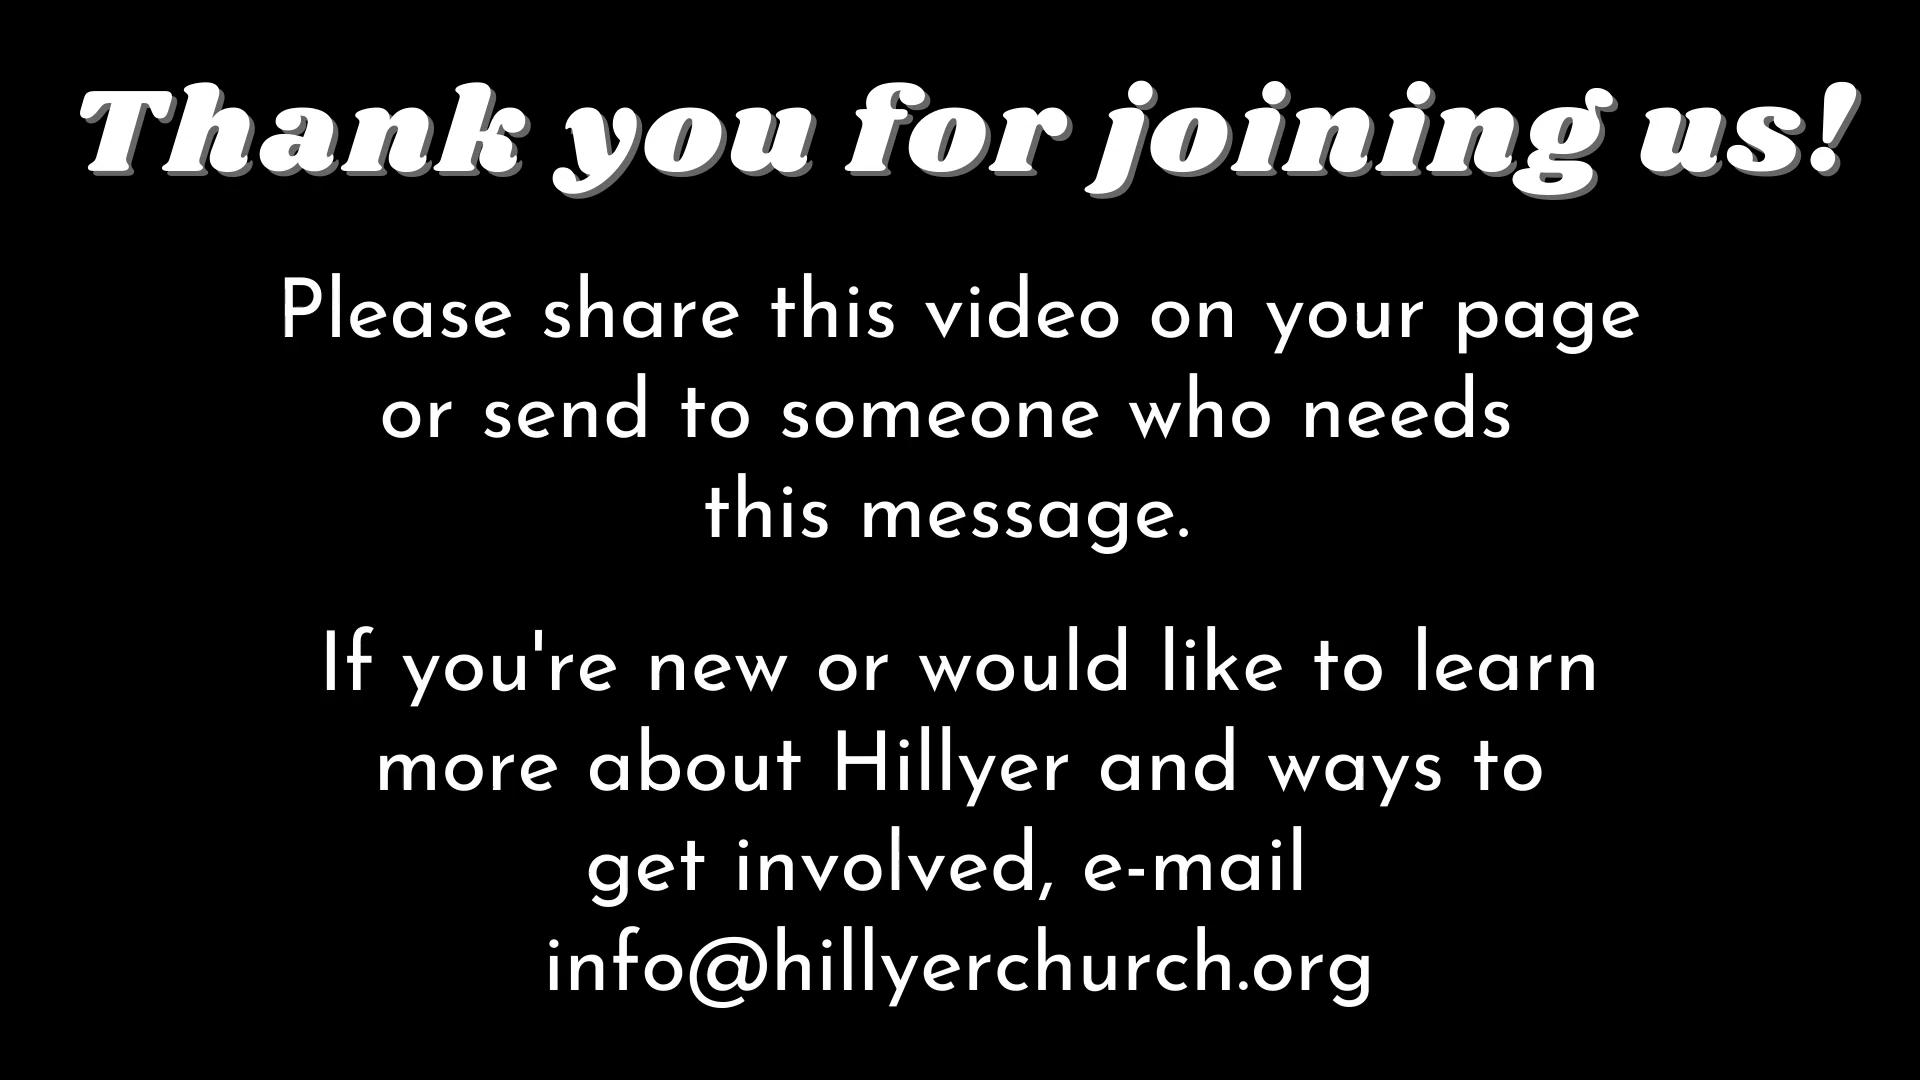 Thank you for joining us!
Please share this video on your page
or send to someone who needs
this message.
If you're new or would like to learn
more about Hillyer and ways to
get involved, e-mail
info@hillyerchurch.org